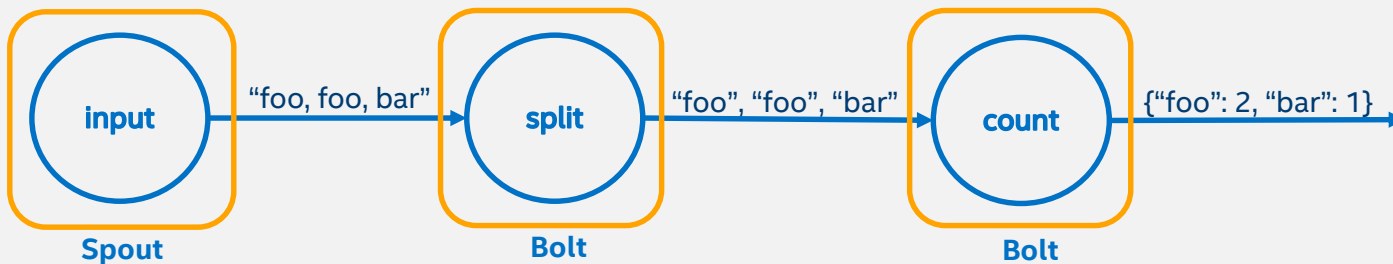 input
“foo, foo, bar”
split
“foo”, “foo”, “bar”
count
{“foo”: 2, “bar”: 1}
Spout
Bolt
Bolt